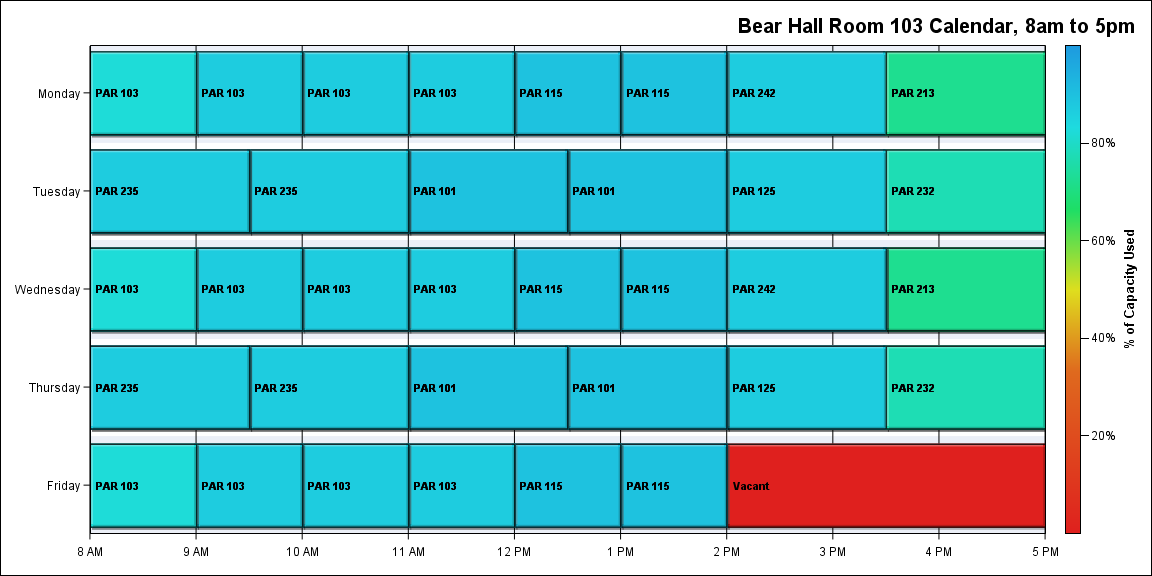 Bear Hall Room 103 Calendar, 8am to 5pm
Monday
PAR 103
PAR 103
PAR 103
PAR 103
PAR 115
PAR 115
PAR 242
PAR 213
Tuesday
PAR 235
PAR 235
PAR 101
PAR 101
PAR 125
PAR 232
Wednesday
PAR 103
PAR 103
PAR 103
PAR 103
PAR 115
PAR 115
PAR 242
PAR 213
Thursday
PAR 235
PAR 235
PAR 101
PAR 101
PAR 125
PAR 232
Friday
PAR 103
PAR 103
PAR 103
PAR 103
PAR 115
PAR 115
Vacant
8 AM
9 AM
10 AM
11 AM
12 PM
1 PM
2 PM
3 PM
4 PM
5 PM
80%
60%
40%
20%
% of Capacity Used